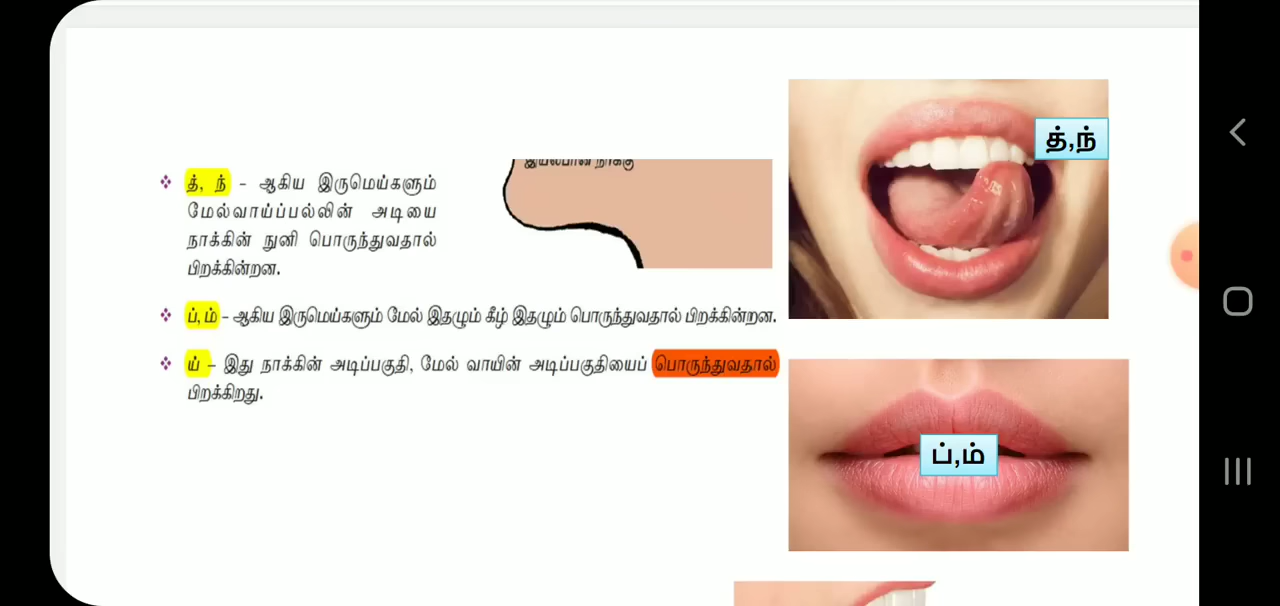 இயல்பான நாக்கு
த்,ந்
❖ த், ந் – ஆகிய இருமெய்களும்
மேல்வாய்ப்பல்லின் அடியை
நாக்கின் நுனி பொருந்துவதால்
பிறக்கின்றன.
❖ ப், ம் – ஆகிய இருமெய்களும் மேல் இதழும் கீழ் இதழும் பொருந்துவதால் பிறக்கின்றன.
❖ ய் – இது நாக்கின் அடிப்பகுதி, மேல் வாயின் அடிப்பகுதியைப் பொருந்துவதால்
பிறக்கிறது.
ப்,ம்